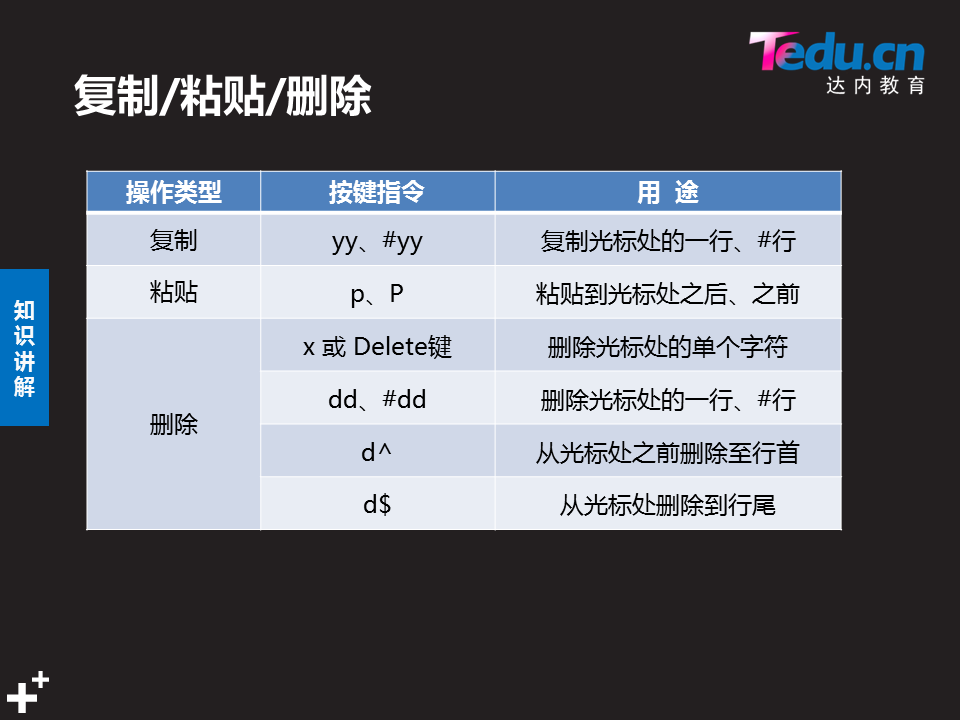 Tedu.cn
达内教育
复制/粘贴/删除
操作类型 按键指令 用 途
复制 yy、#yy 复制光标处的一行、#行
粘贴 p、P 粘贴到光标处之后、之前
删除 x 或 Delete键 删除光标处的单个字符
dd、#dd 删除光标处的一行、#行
d^ 从光标处之前删除至行首
d$ 从光标处删除到行尾
知识讲解